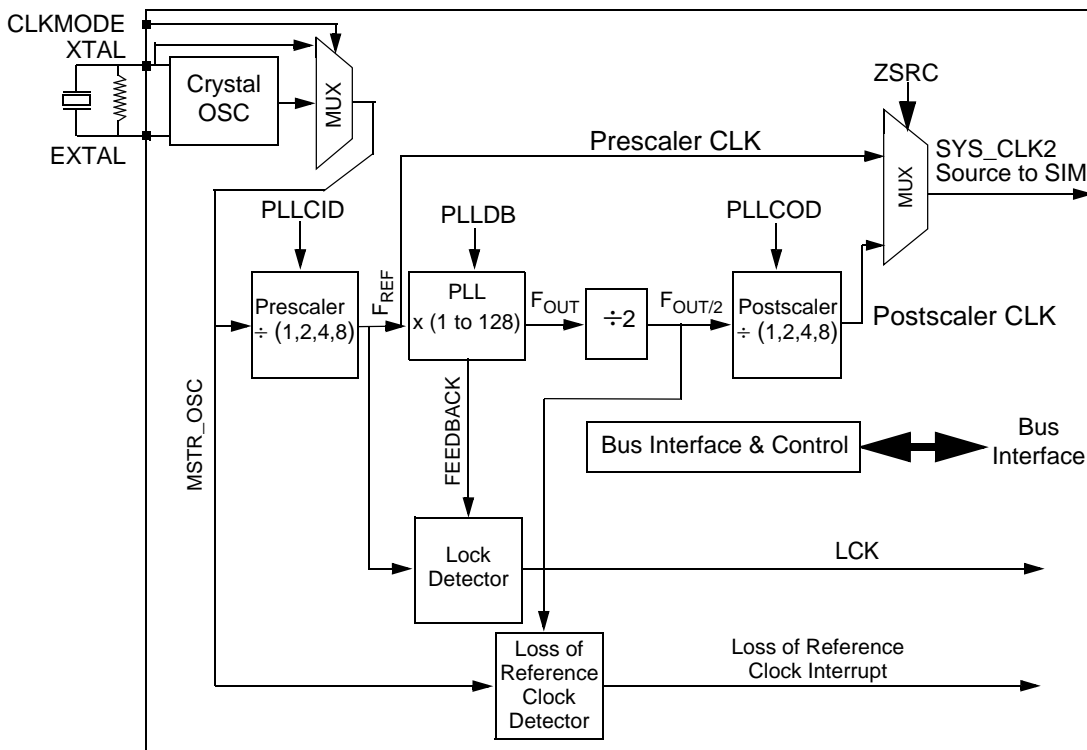 CLKMODE
XTAL
EXTAL
Crystal
OSC
MUX
ZSRC
Prescaler CLK
MUX
SYS_CLK2
Source to SIM
PLLCID
PLLDB
PLLCOD
Prescaler
÷ (1,2,4,8)
FREF
PLL
x (1 to 128)
FOUT
÷2
FOUT/2
Postscaler
÷ (1,2,4,8)
Postscaler CLK
MSTR_OSC
FEEDBACK
Bus Interface & Control
Bus
Interface
Lock
Detector
LCK
Loss of
Reference
Clock
Detector
Loss of Reference
Clock Interrupt